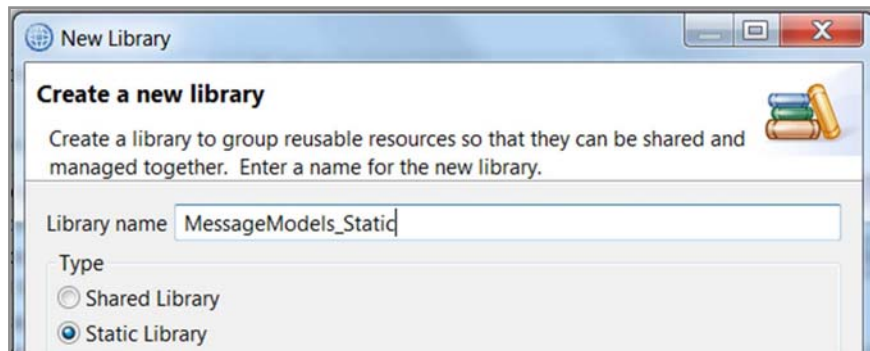 New Library
Create a new library
Create a library to group reusable resources so that they can be shared and
managed together. Enter a name for the new library.
Library name MessageModels_Static
Type
Shared Library
Static Library